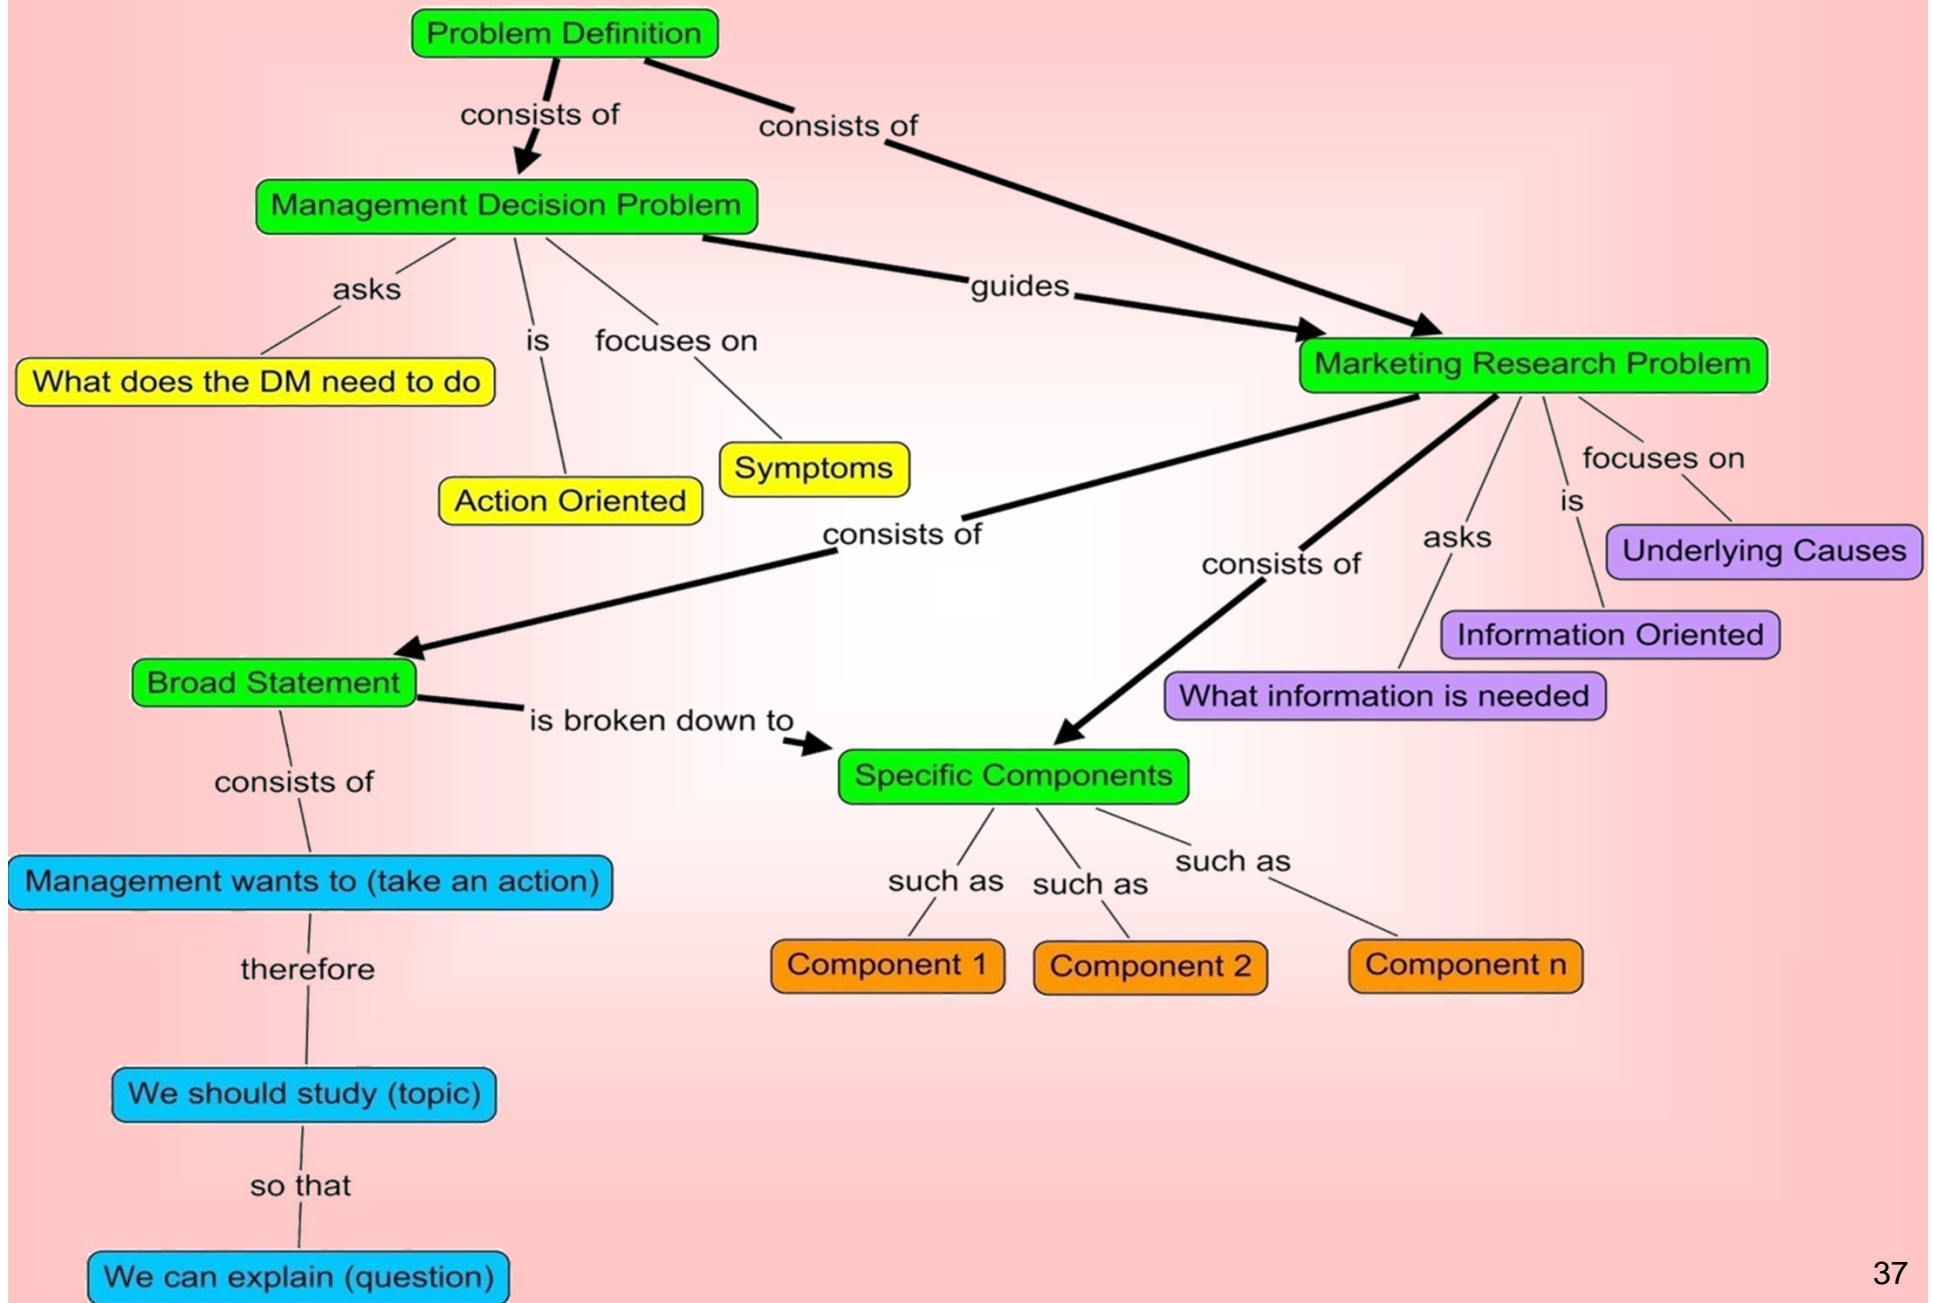 Problem Definition
consists of
consists of
Management Decision Problem
asks
guides
is
focuses on
What does the DM need to do
Marketing Research Problem
Symptoms
Action Oriented
focuses on
is
asks
consists of
consists of
Underlying Causes
Information Oriented
What information is needed
Broad Statement
is broken down to
Specific Components
consists of
such as
such as
such as
Management wants to (take an action)
Component 1
Component 2
Component n
therefore
We should study (topic)
so that
We can explain (question)
37